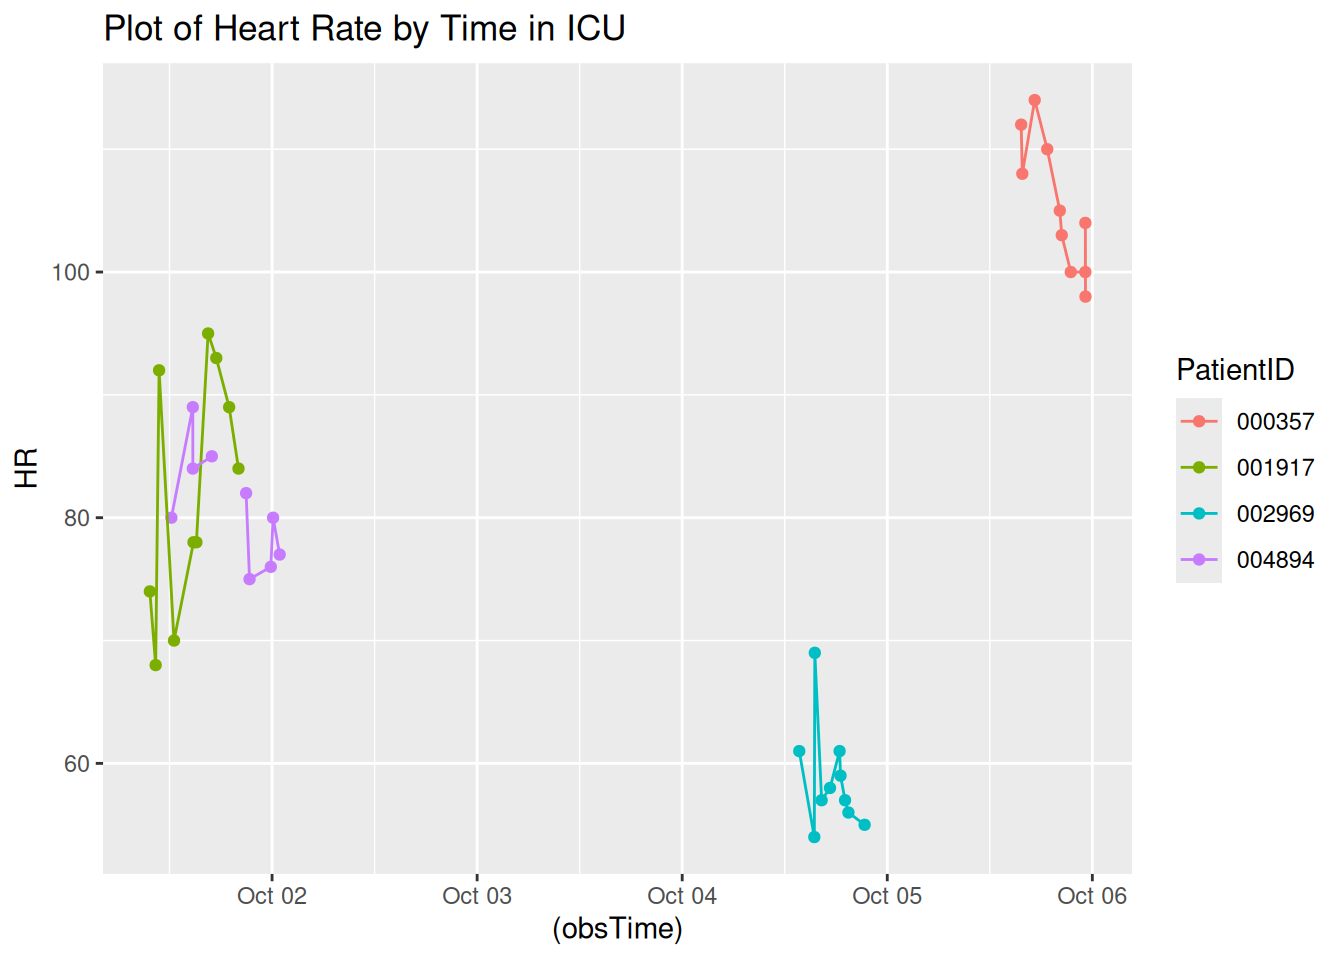 Plot of Heart Rate by Time in ICU
HR
100
80
60
Oct 02
Oct 03
Oct 04
Oct 05
Oct 06
(obsTime)
PatientID
000357
001917
002969
004894